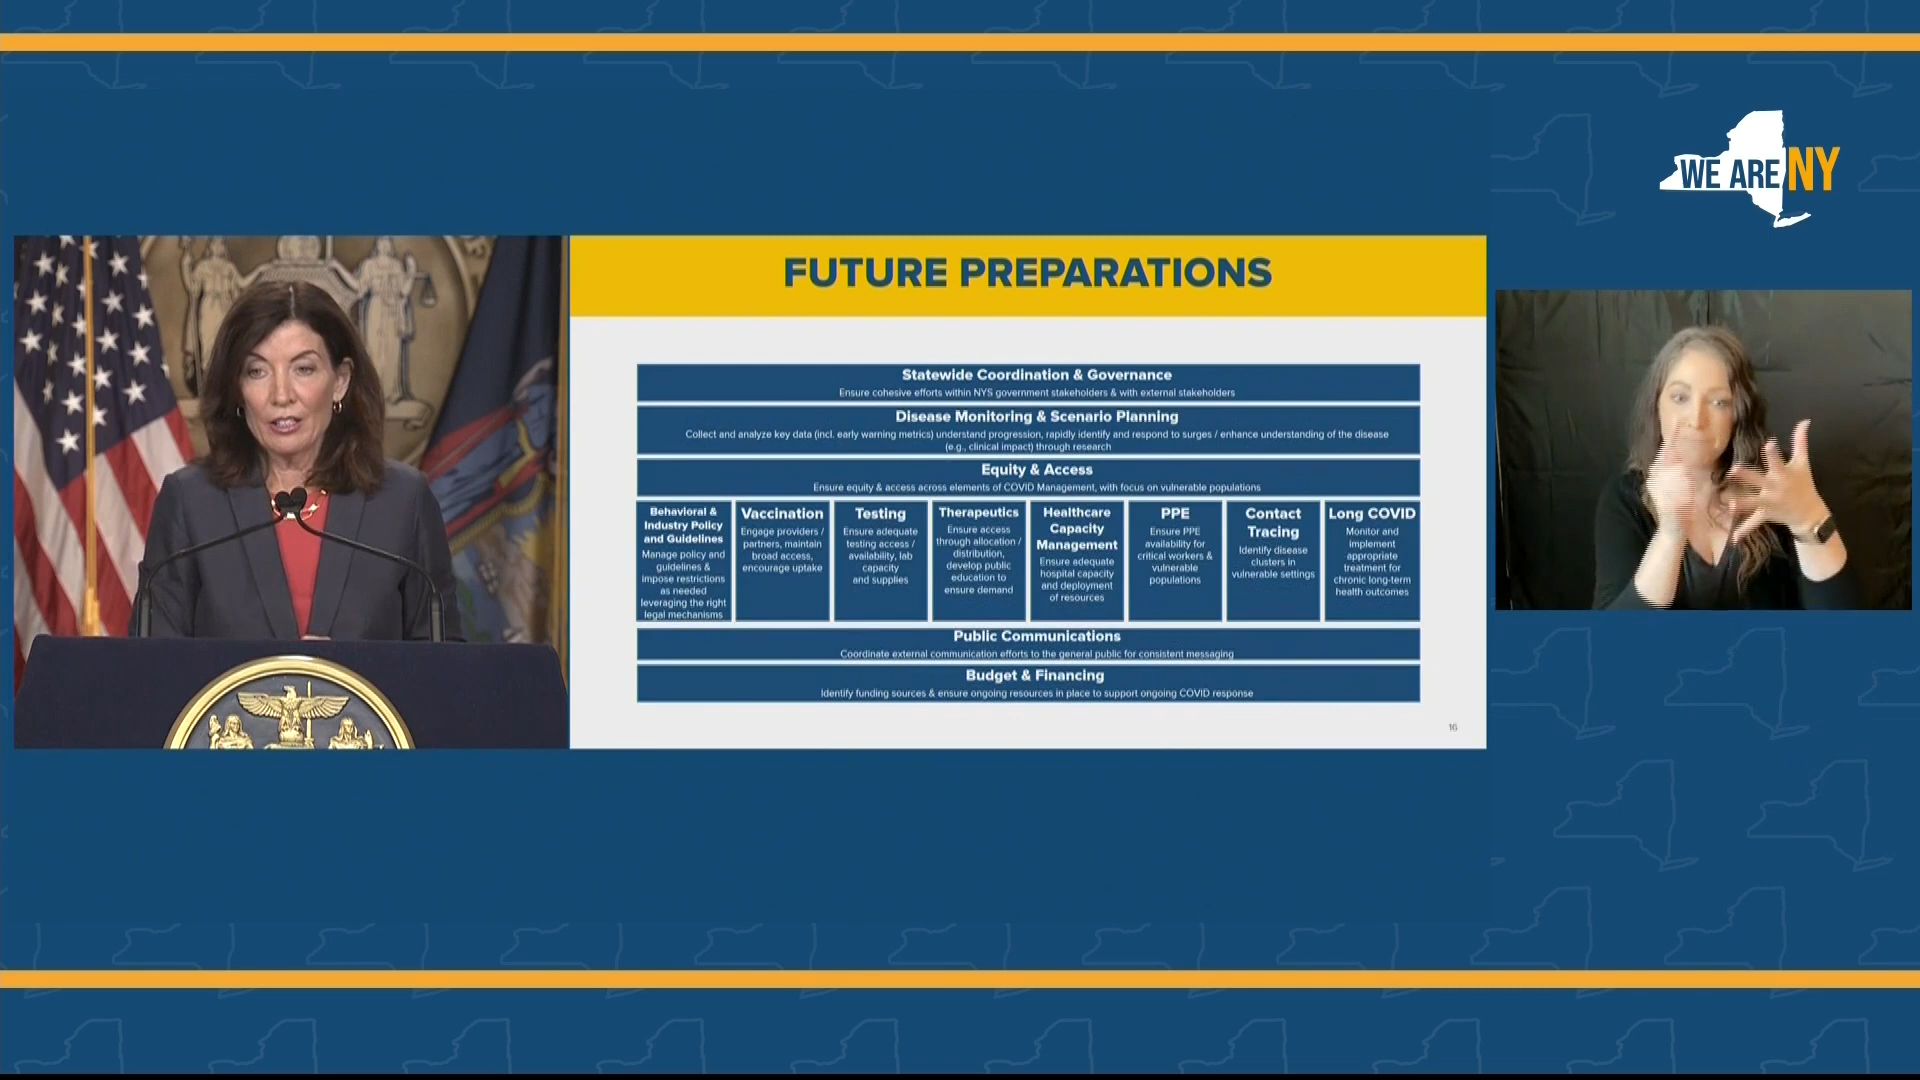 WE ARE NY
FUTURE PREPARATIONS
Statewide Coordination & Governance
Ensure cohesive efforts within NYS government stakeholders & with external stakeholders
Disease Monitoring & Scenario Planning
Collect and analyze key data (incl. early warning metrics) understand progression, rapidly identify and respond to surges / enhance understanding of the disease
(e.g., clinical impact) through research
Equity & Access
Ensure equity & access across elements of COVID Management, with focus on vulnerable populations
Behavioral &
Industry Policy
and Guidelines
Manage policy and
guidelines &
impose restrictions
as needed
leveraging the right
legal mechanisms
Vaccination
Engage providers /
partners, maintain
broad access,
encourage uptake
Testing
Ensure adequate
testing access /
availability, lab
capacity
and supplies
Therapeutics
Ensure access
through allocation /
distribution,
develop public
education to
ensure demand
Healthcare
Capacity
Management
Ensure adequate
hospital capacity
and deployment
of resources
PPE
Ensure PPE
availability for
critical workers &
vulnerable
populations
Contact
Tracing
Identify disease
clusters in
vulnerable settings
Long COVID
Monitor and
implement
appropriate
treatment for
chronic long-term
health outcomes
Public Communications
Coordinate external communication efforts to the general public for consistent messaging
Budget & Financing
Identify funding sources & ensure ongoing resources in place to support ongoing COVID response
16